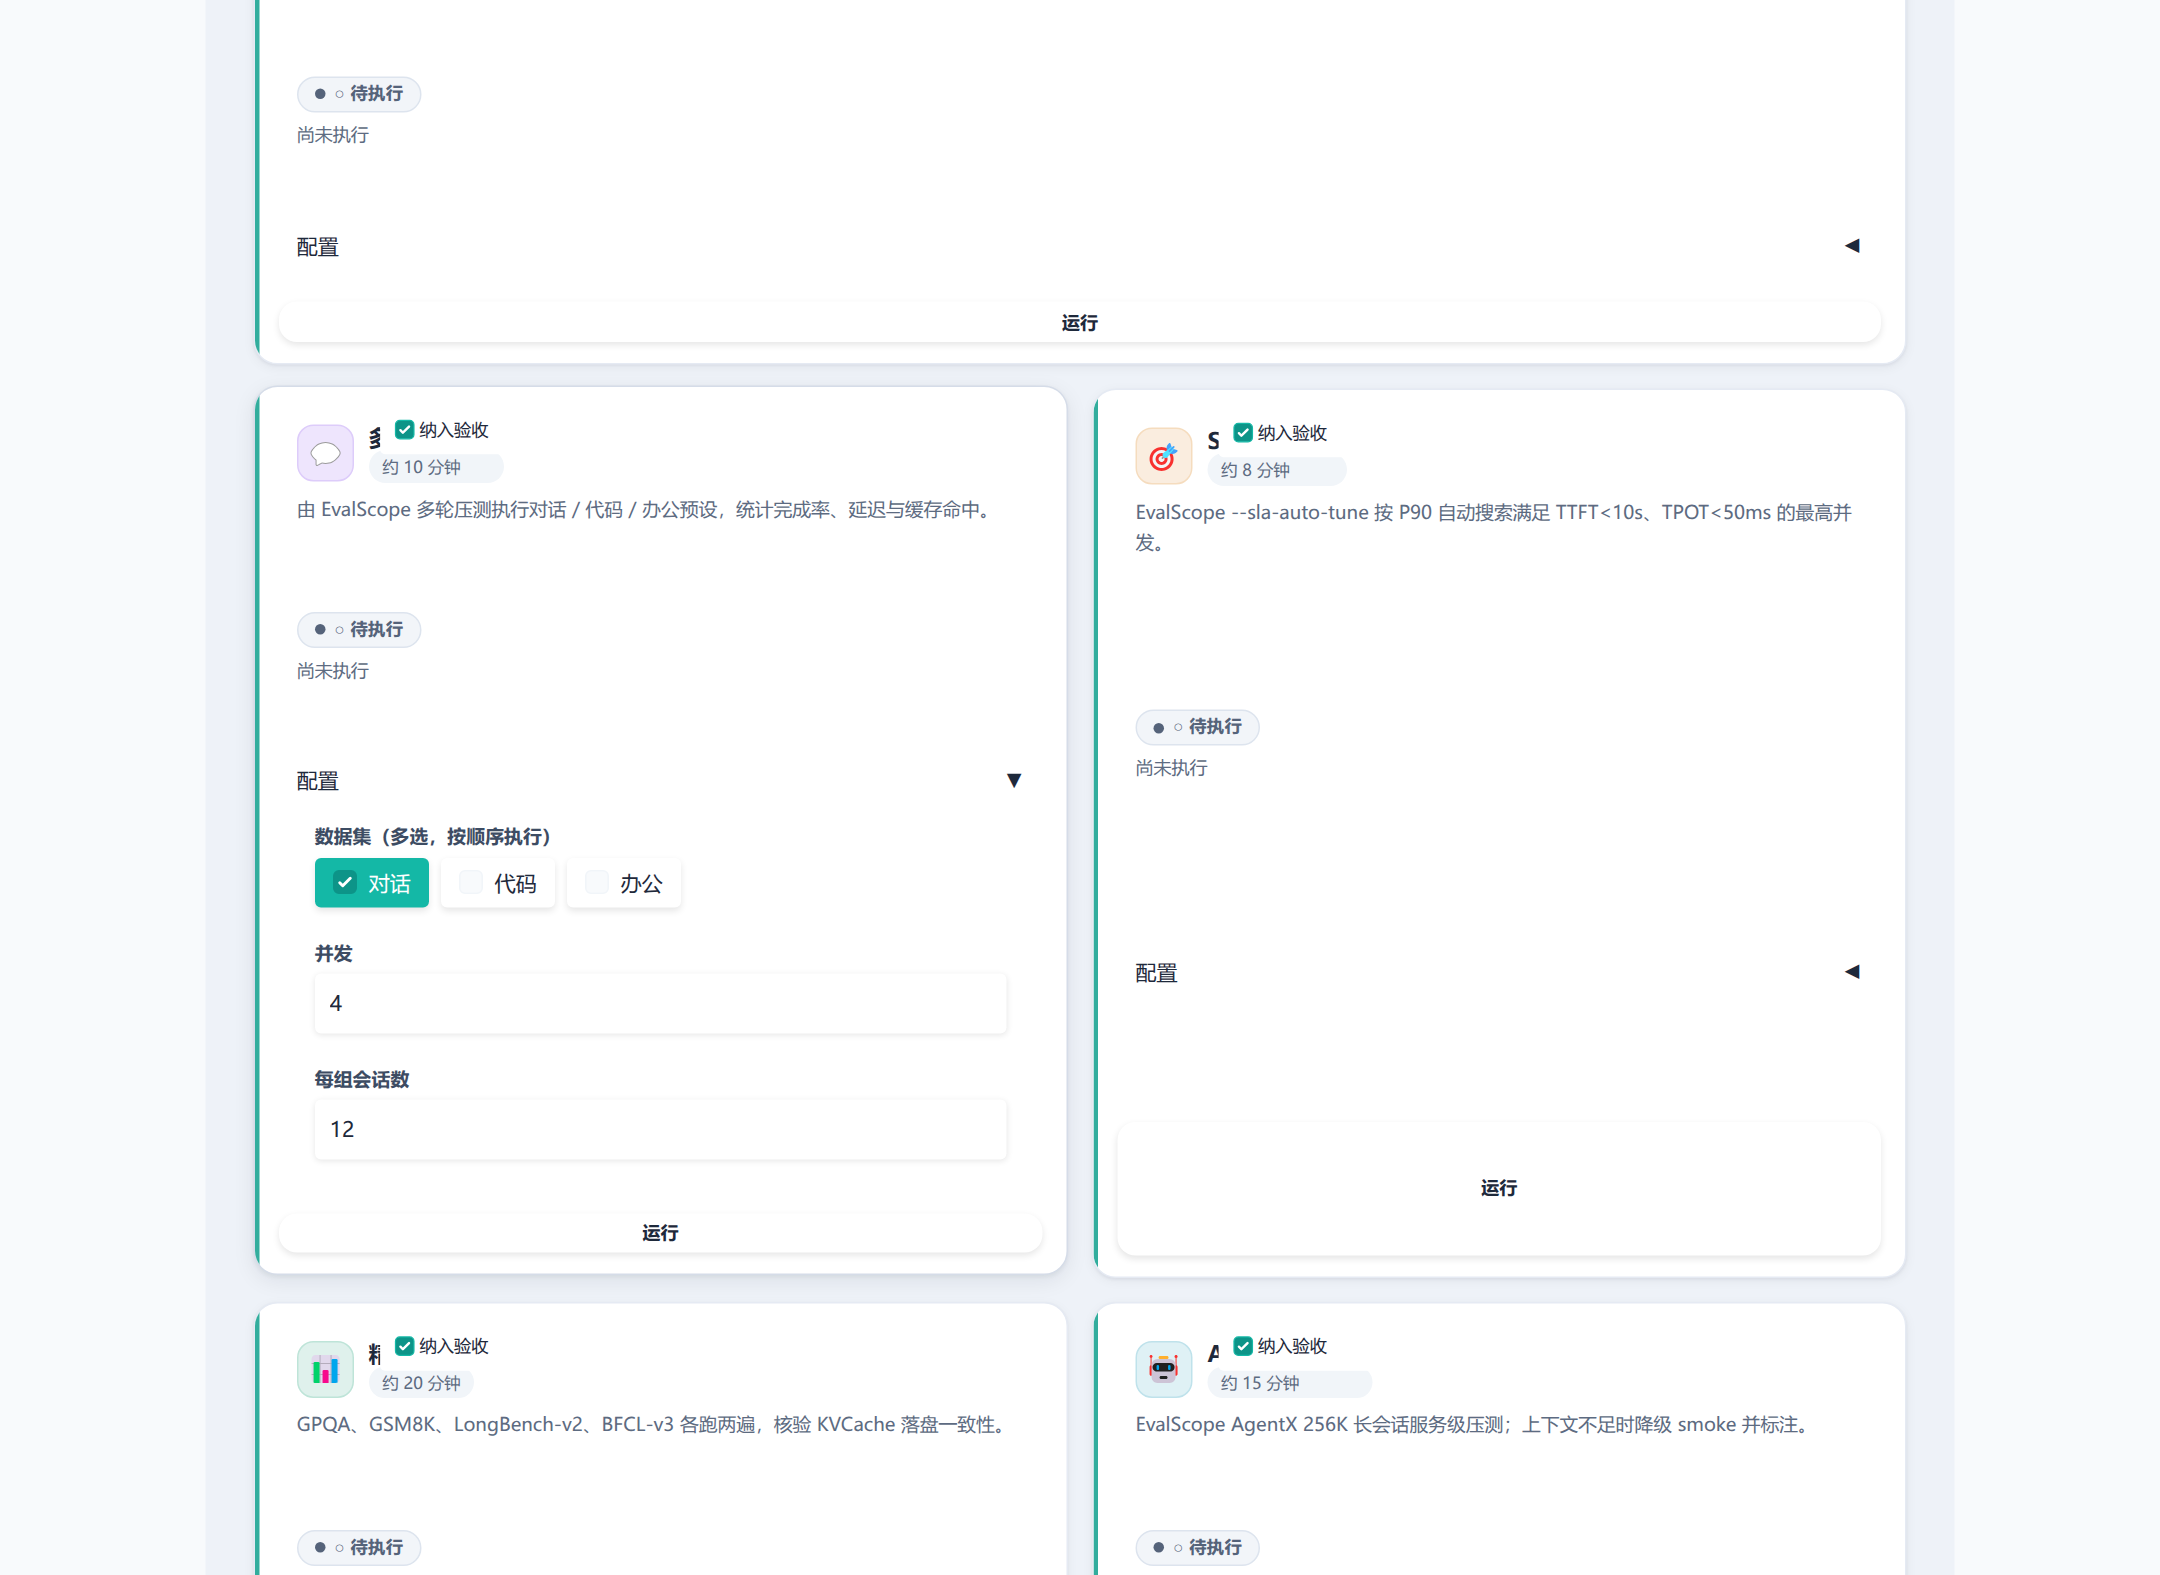 待执行
尚未执行
配置
运行
纳入验收
约 10 分钟
由 EvalScope 多轮压测执行对话 / 代码 / 办公预设，统计完成率、延迟与缓存命中。
待执行
尚未执行
配置
数据集（多选，按顺序执行）
对话 代码 办公
并发
4
每组会话数
12
运行
S 纳入验收
约 8 分钟
EvalScope --sla-auto-tune 按 P90 自动搜索满足 TTFT<10s、TPOT<50ms 的最高并
发。
待执行
尚未执行
配置
运行
纳入验收
约 20 分钟
GPQA、GSM8K、LongBench-v2、BFCL-v3 各跑两遍，核验 KVCache 落盘一致性。
待执行
A 纳入验收
约 15 分钟
EvalScope AgentX 256K 长会话服务级压测；上下文不足时降级 smoke 并标注。
待执行